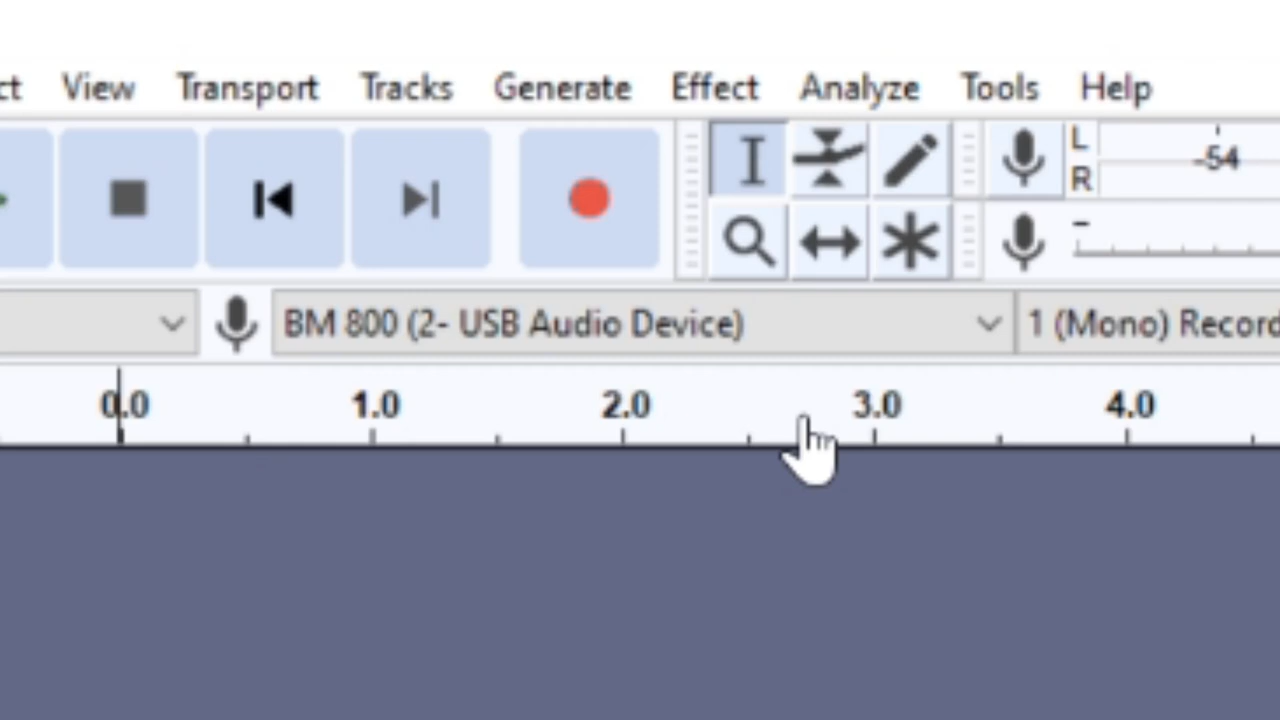 ct View Transport Tracks Generate Effect Analyze Tools Help
L
R
-54
BM 800 (2- USB Audio Device)
1 (Mono) Record
0.0 1.0 2.0 3.0 4.0